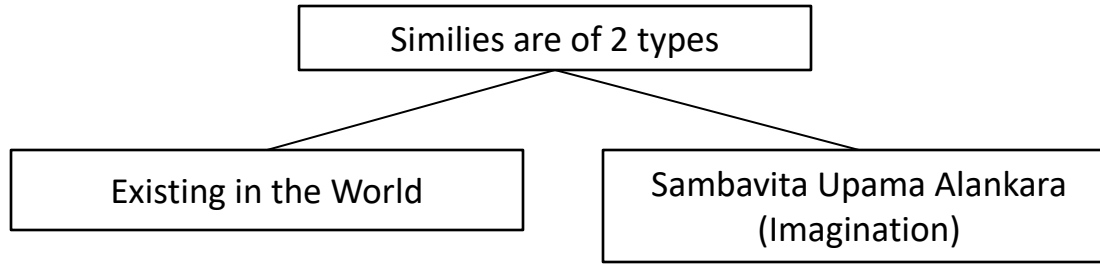 Similies are of 2 types
Existing in the World
Sambavita Upama Alankara
(Imagination)